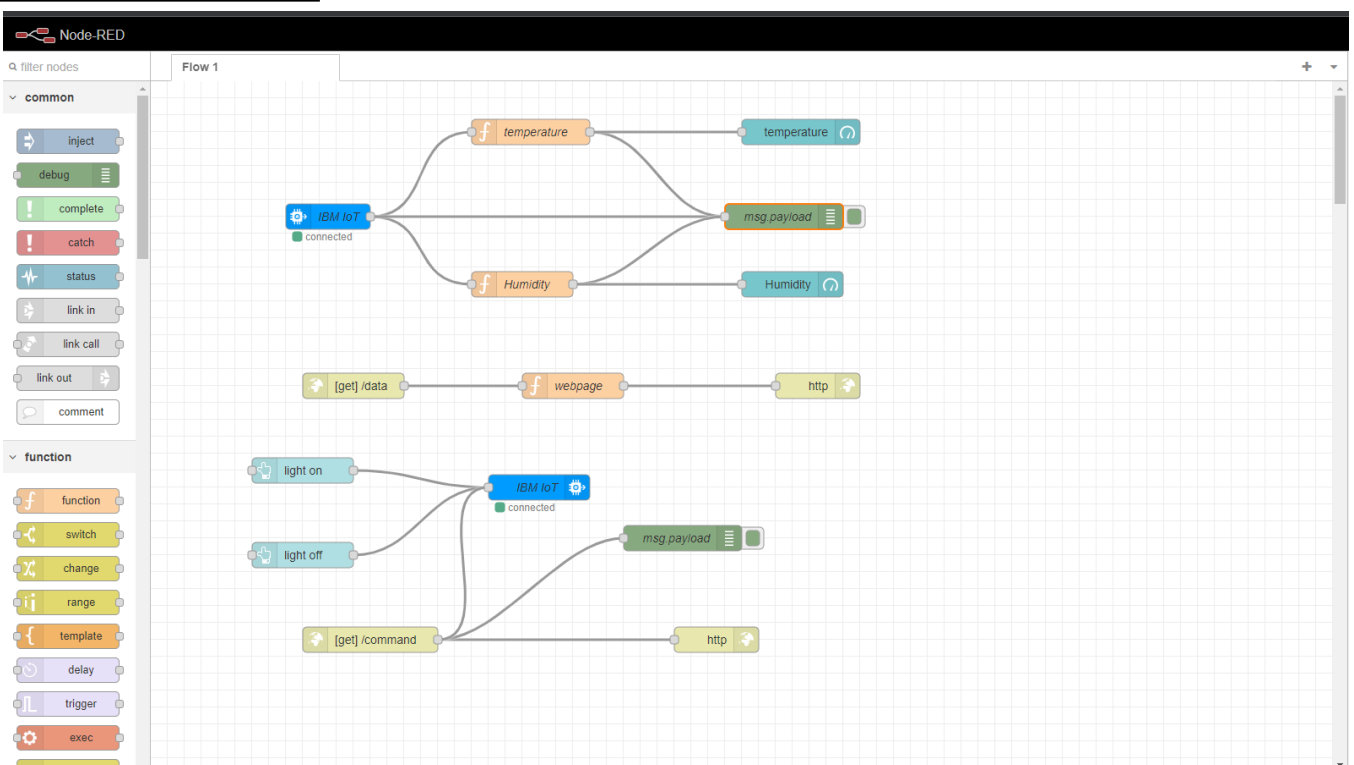 Node-RED
filter nodes
Flow 1
common
inject
debug
complete
catch
status
link in
link call
link out
comment
function
function
switch
change
range
template
delay
trigger
exec
temperature
temperature
IBM IoT
connected
msg.payload
Humidity
Humidity
[get] /data
webpage
http
light on
IBM IoT
connected
msg.payload
light off
[get] /command
http